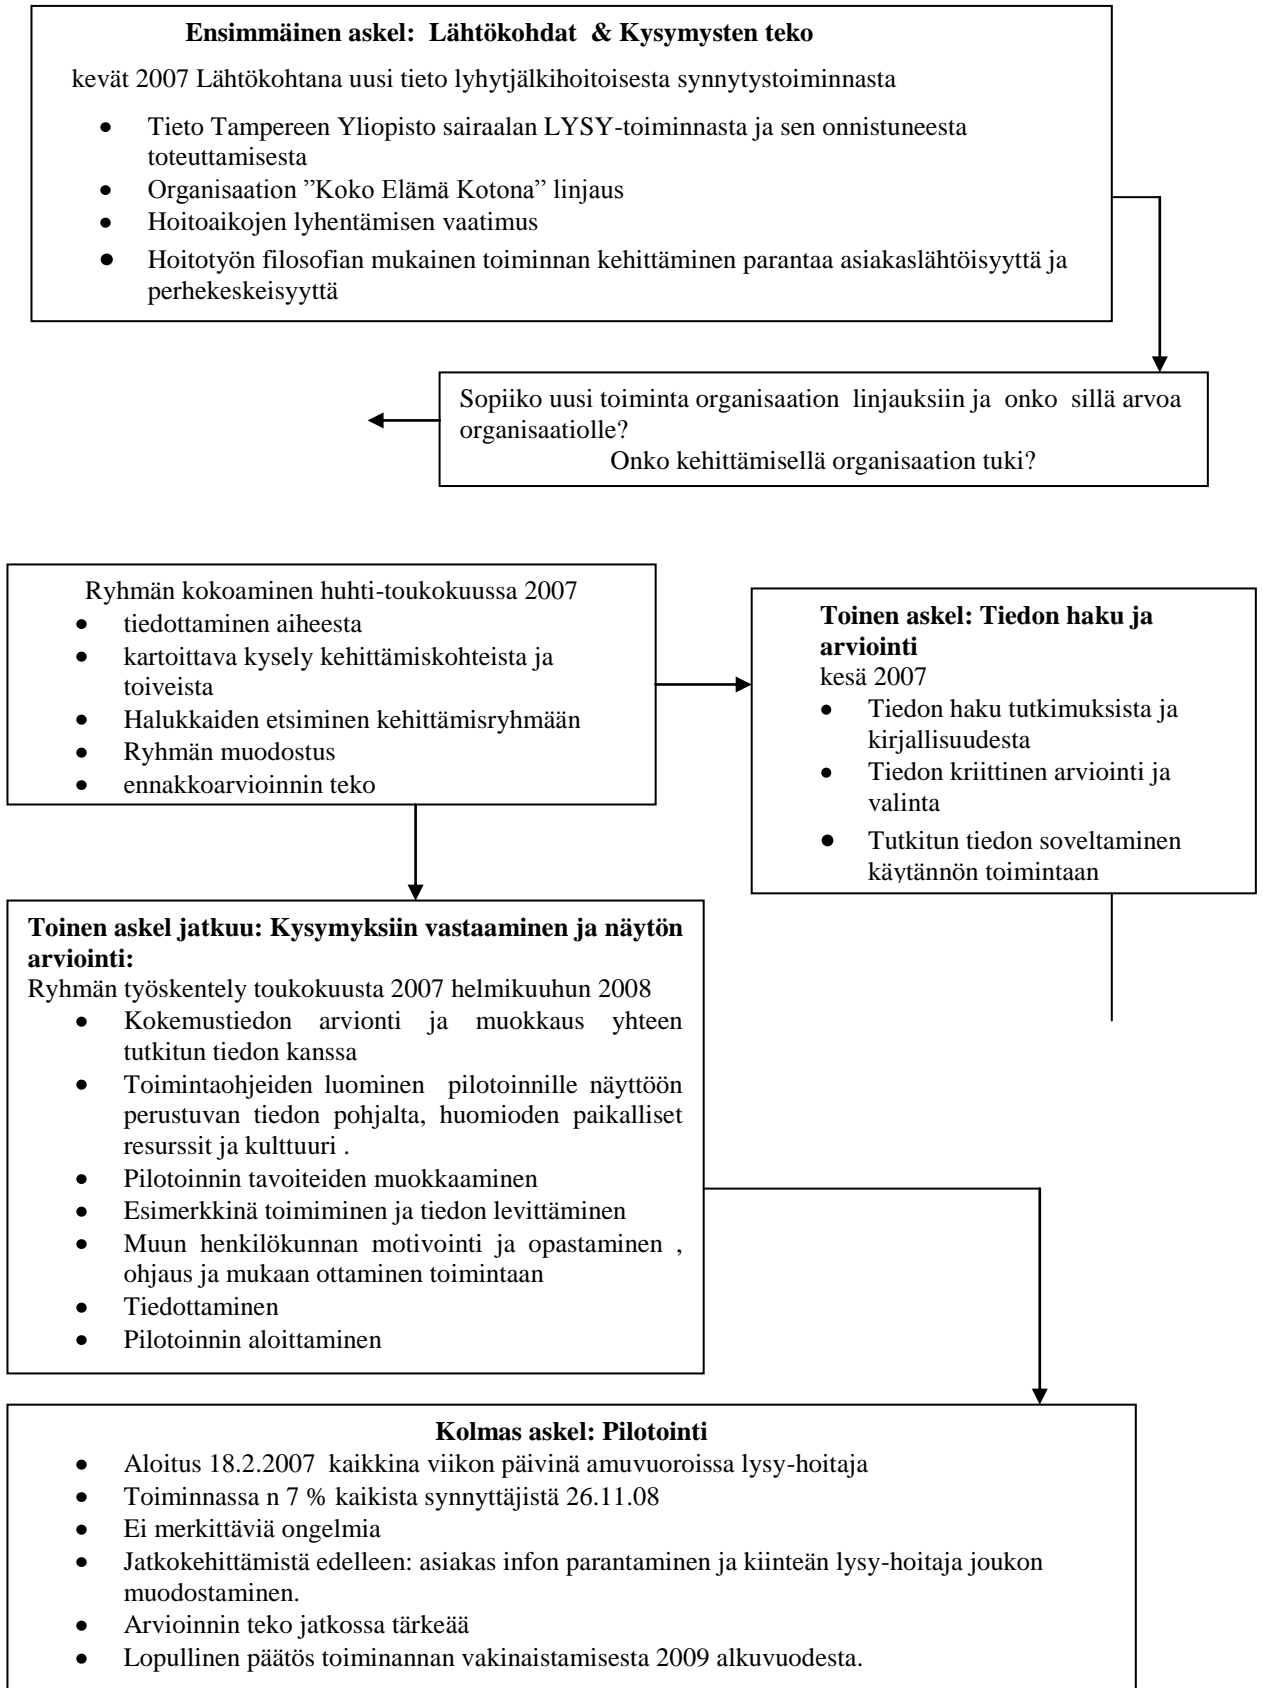 Ensimmäinen askel: Lähtökohdat & Kysymysten teko
kevät 2007 Lähtökohtana uusi tieto lyhytjälkihoitoisesta synnytystoiminnasta
• Tieto Tampereen Yliopisto sairaalan LYSY-toiminnasta ja sen onnistuneesta
toteuttamisesta
• Organisaation ”Koko Elämä Kotona” linjaus
• Hoitoaikojen lyhentämisen vaatimus
• Hoitotyön filosofian mukainen toiminnan kehittäminen parantaa asiakaslähtöisyyttä ja
perhekeskeisyyttä
Sopiiko uusi toiminta organisaation linjauksiin ja onko sillä arvoa
organisaatiolle?
Onko kehittämisellä organisaation tuki?
Ryhmän kokoaminen huhti-toukokuussa 2007
• tiedottaminen aiheesta
• kartoittava kysely kehittämiskohteista ja
toiveista
• Halukkaiden etsiminen kehittämisryhmään
• Ryhmän muodostus
• ennakkoarvioinnin teko
Toinen askel: Tiedon haku ja
arviointi
kesä 2007
• Tiedon haku tutkimuksista ja
kirjallisuudesta
• Tiedon kriittinen arviointi ja
valinta
• Tutkitun tiedon soveltaminen
käytännön toimintaan
Toinen askel jatkuu: Kysymyksiin vastaaminen ja näytön
arviointi:
Ryhmän työskentely toukokuusta 2007 helmikuuhun 2008
• Kokemustiedon arvionti ja muokkaus yhteen
tutkitun tiedon kanssa
• Toimintaohjeiden luominen pilotoinnille näyttöön
perustuvan tiedon pohjalta, huomioden paikalliset
resurssit ja kulttuuri .
• Pilotoinnin tavoiteiden muokkaaminen
• Esimerkkinä toimiminen ja tiedon levittäminen
• Muun henkilökunnan motivointi ja opastaminen ,
ohjaus ja mukaan ottaminen toimintaan
• Tiedottaminen
• Pilotoinnin aloittaminen
Kolmas askel: Pilotointi
• Aloitus 18.2.2007 kaikkina viikon päivinä amuvuoroissa lysy-hoitaja
• Toiminnassa n 7 % kaikista synnyttäjistä 26.11.08
• Ei merkittäviä ongelmia
• Jatkokehittämistä edelleen: asiakas infon parantaminen ja kiinteän lysy-hoitaja joukon
muodostaminen.
• Arvioinnin teko jatkossa tärkeää
• Lopullinen päätös toiminannan vakinaistamisesta 2009 alkuvuodesta.